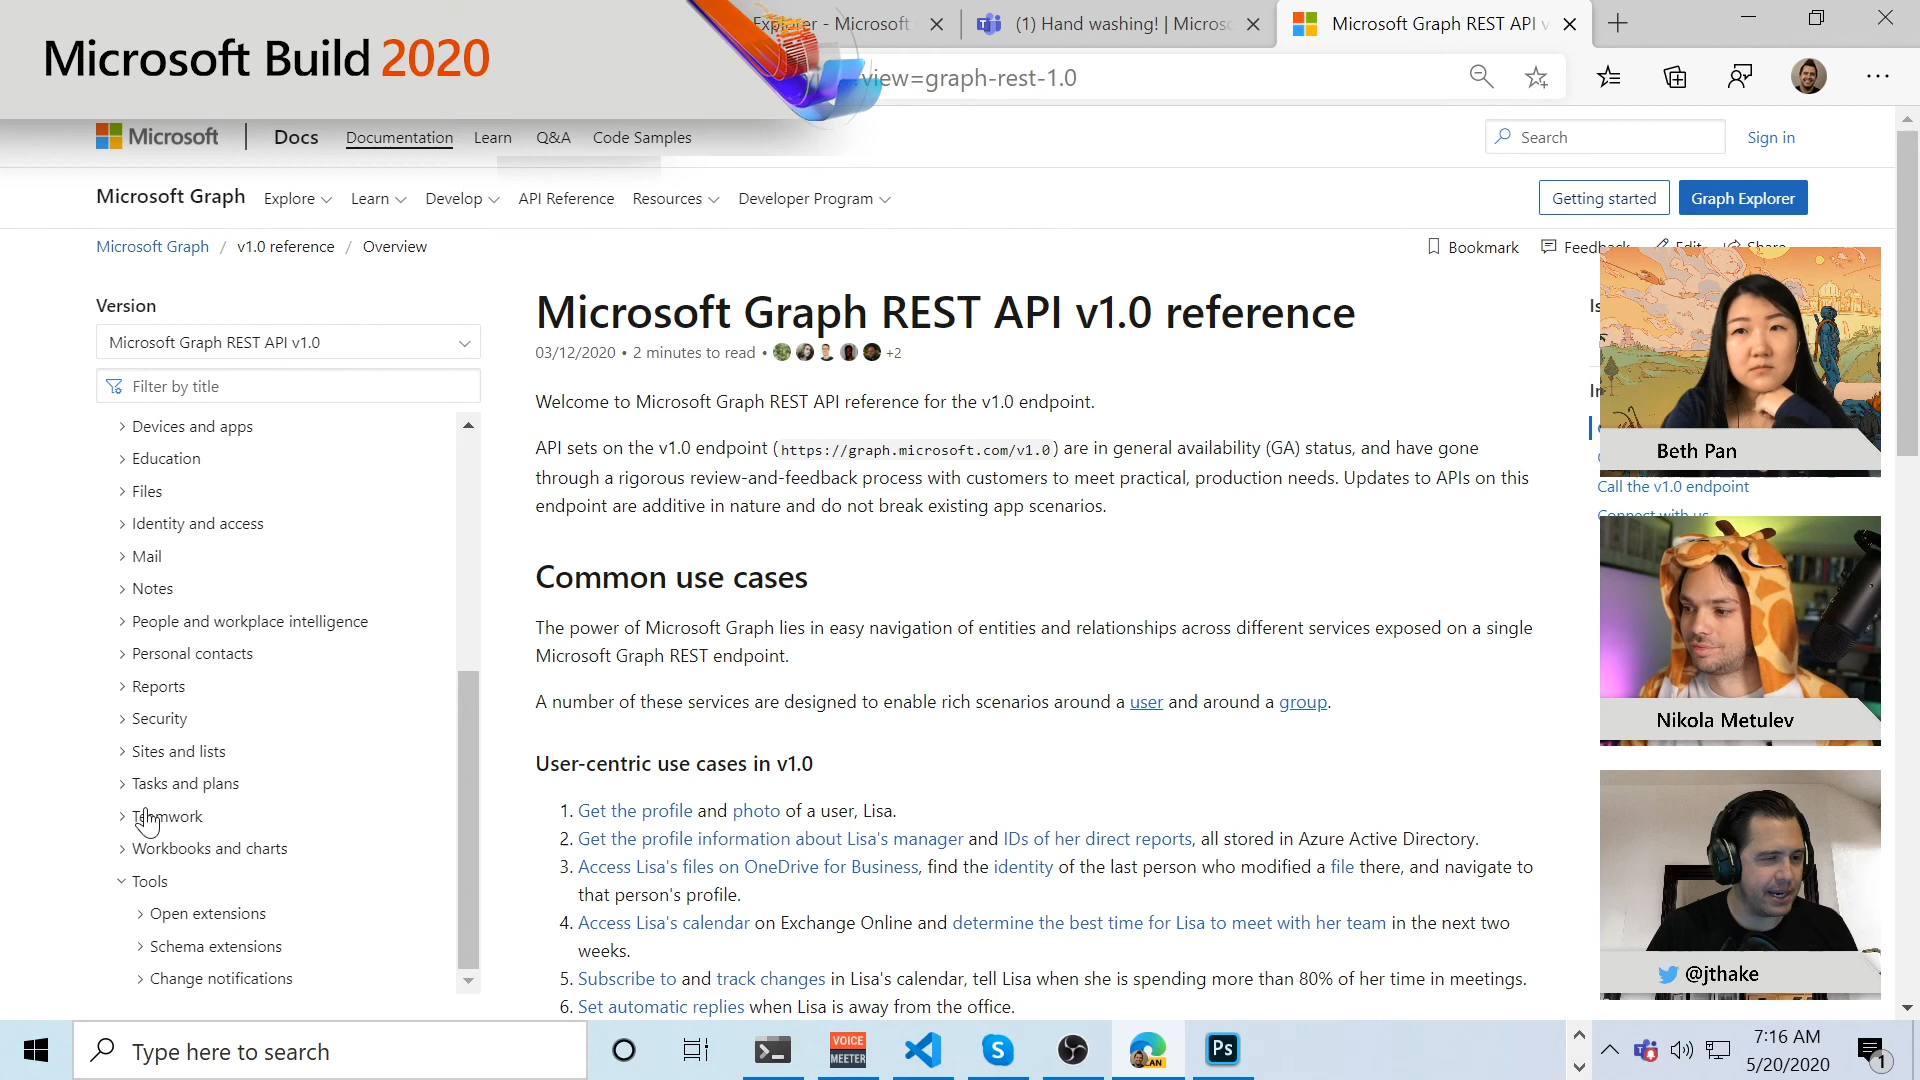 Microsoft Build 2020
Explorer - Microsoft
(1) Hand washing! | Micros
Microsoft Graph REST API v
view=graph-rest-1.0
Microsoft
Docs
Documentation
Learn
Q&A
Code Samples
Search
Sign in
Microsoft Graph
Explore
Learn
Develop
API Reference
Resources
Developer Program
Getting started
Graph Explorer
Microsoft Graph / v1.0 reference / Overview
Bookmark
Feedback
Edit
Share
Version
Microsoft Graph REST API v1.0
Filter by title
Devices and apps
Education
Files
Identity and access
Mail
Notes
People and workplace intelligence
Personal contacts
Reports
Security
Sites and lists
Tasks and plans
Teamwork
Workbooks and charts
Tools
Open extensions
Schema extensions
Change notifications
Microsoft Graph REST API v1.0 reference
03/12/2020 • 2 minutes to read • +2
Welcome to Microsoft Graph REST API reference for the v1.0 endpoint.
API sets on the v1.0 endpoint (https://graph.microsoft.com/v1.0) are in general availability (GA) status, and have gone
through a rigorous review-and-feedback process with customers to meet practical, production needs. Updates to APIs on this
endpoint are additive in nature and do not break existing app scenarios.
Common use cases
The power of Microsoft Graph lies in easy navigation of entities and relationships across different services exposed on a single
Microsoft Graph REST endpoint.
A number of these services are designed to enable rich scenarios around a user and around a group.
User-centric use cases in v1.0
1. Get the profile and photo of a user, Lisa.
2. Get the profile information about Lisa's manager and IDs of her direct reports, all stored in Azure Active Directory.
3. Access Lisa's files on OneDrive for Business, find the identity of the last person who modified a file there, and navigate to
that person's profile.
4. Access Lisa's calendar on Exchange Online and determine the best time for Lisa to meet with her team in the next two
weeks.
5. Subscribe to and track changes in Lisa's calendar, tell Lisa when she is spending more than 80% of her time in meetings.
6. Set automatic replies when Lisa is away from the office.
Is
In
Beth Pan
Call the v1.0 endpoint
Connect with us
Nikola Metulev
@jthake
Type here to search
VOICE
MEETER
CAN
Ps
7:16 AM
5/20/2020
1